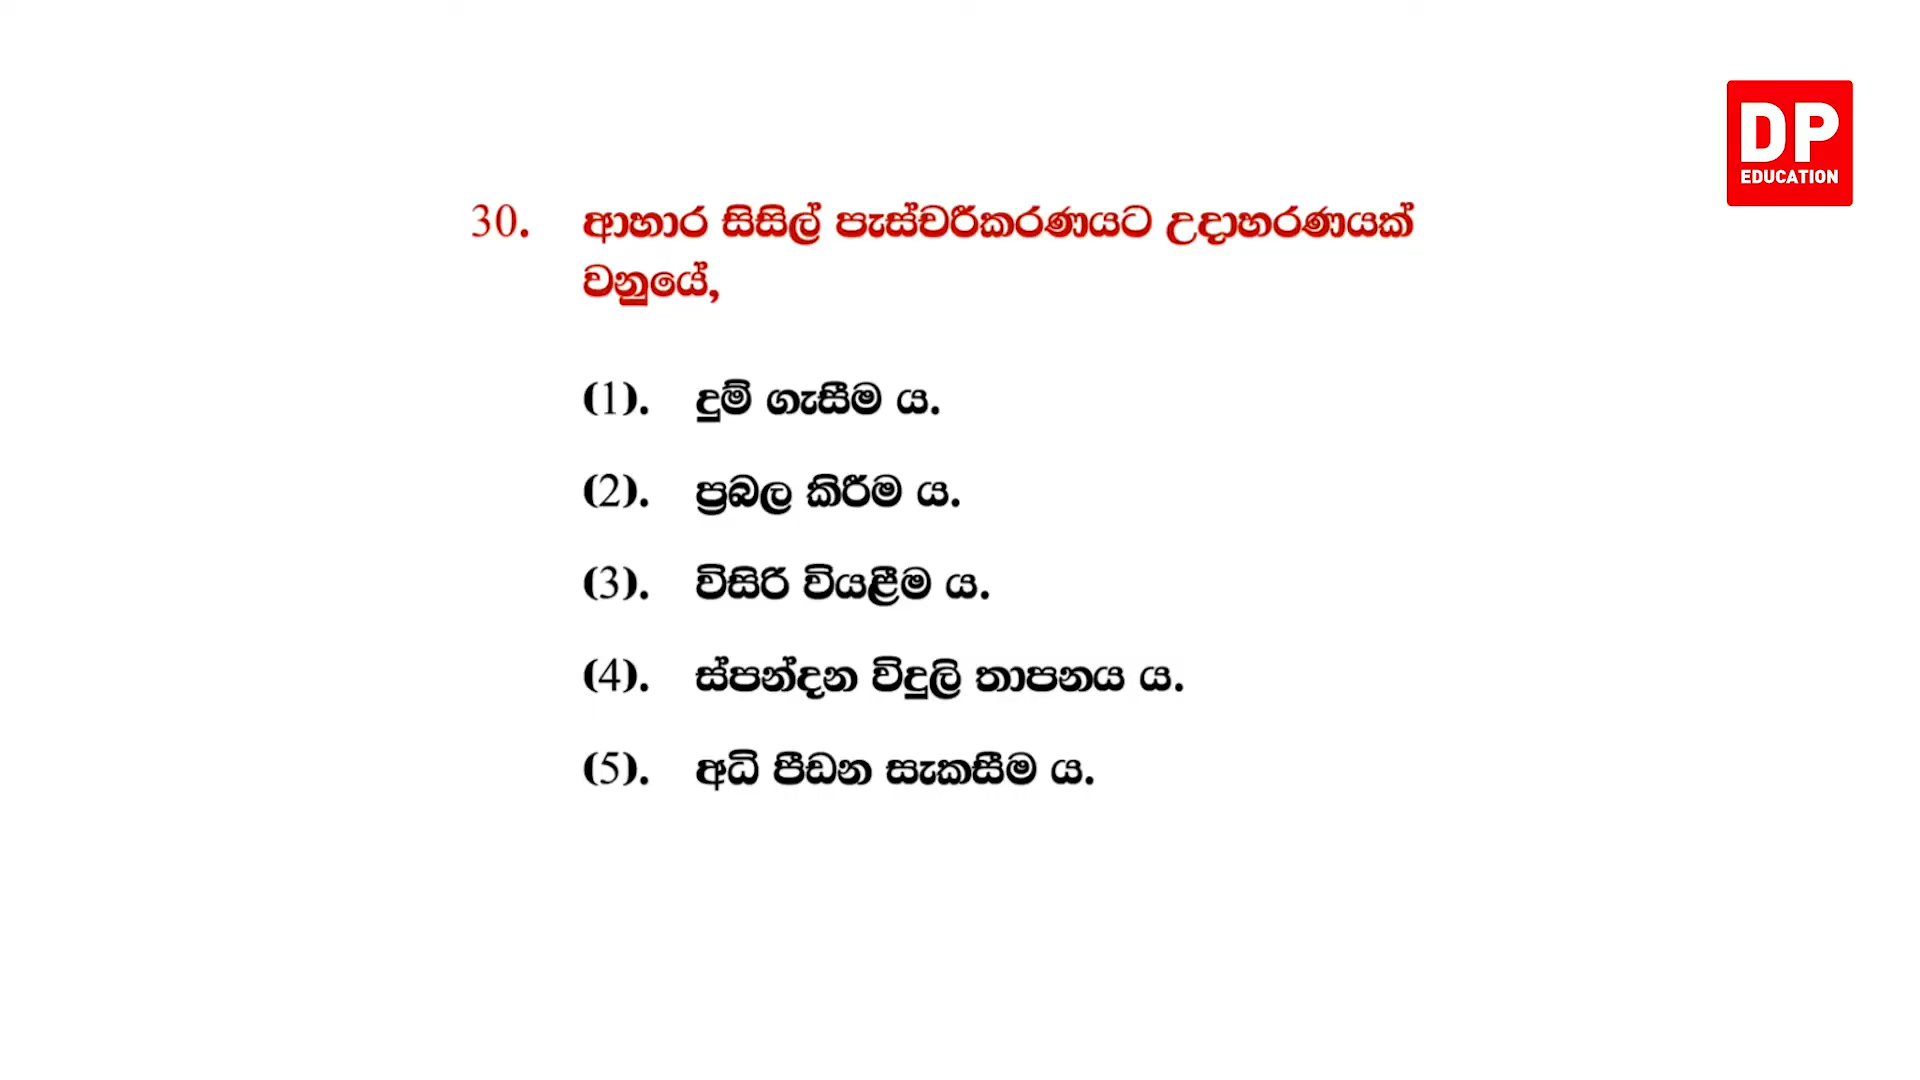 DP
EDUCATION
30. ආහාර සිසිල් පැස්චරීකරණයට උදාහරණයක්
වනුයේ,
(1). දුම් ගැසීම ය.
(2). ප්‍රබල කිරීම ය.
(3). විසිරි වියළීම ය.
(4). ස්පන්දන විදුලි තාපනය ය.
(5). අධි පීඩන සැකසීම ය.